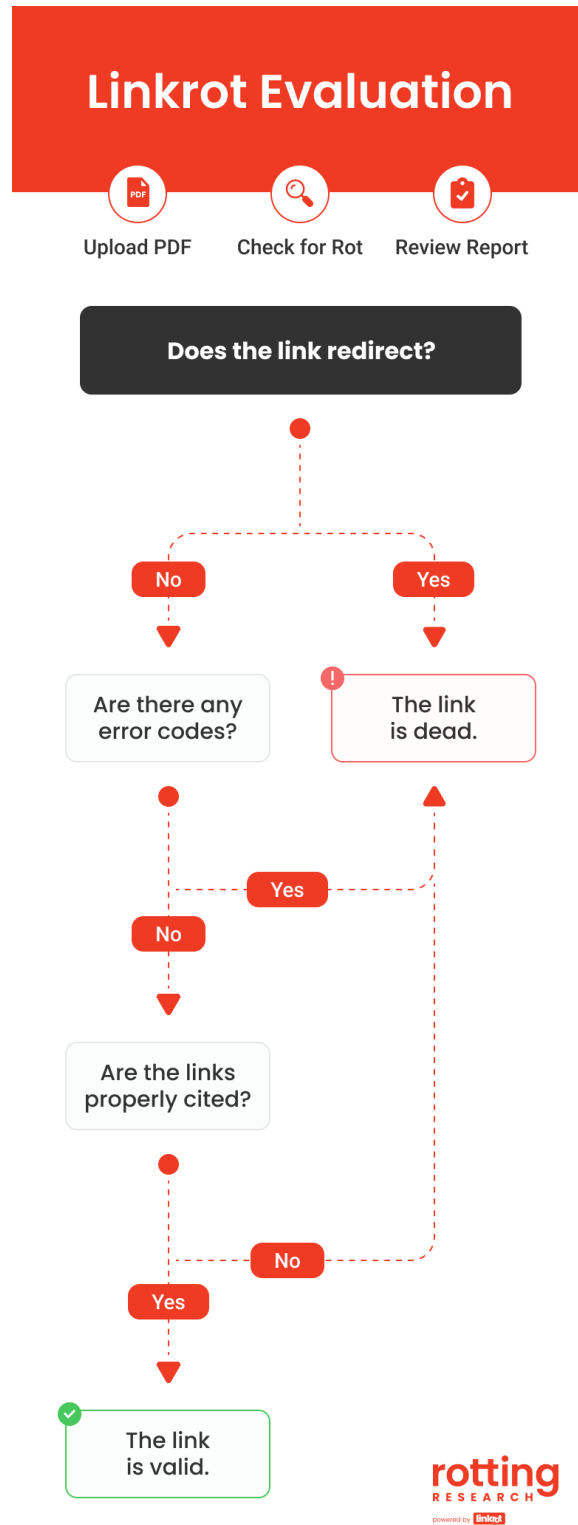 Linkrot Evaluation
PDF
Upload PDF
Check for Rot
Review Report
Does the link redirect?
No
Yes
Are there any
error codes?
!
The link
is dead.
Yes
No
Are the links
properly cited?
No
Yes
The link
is valid.
rotting
RESEARCH
powered by linkrot